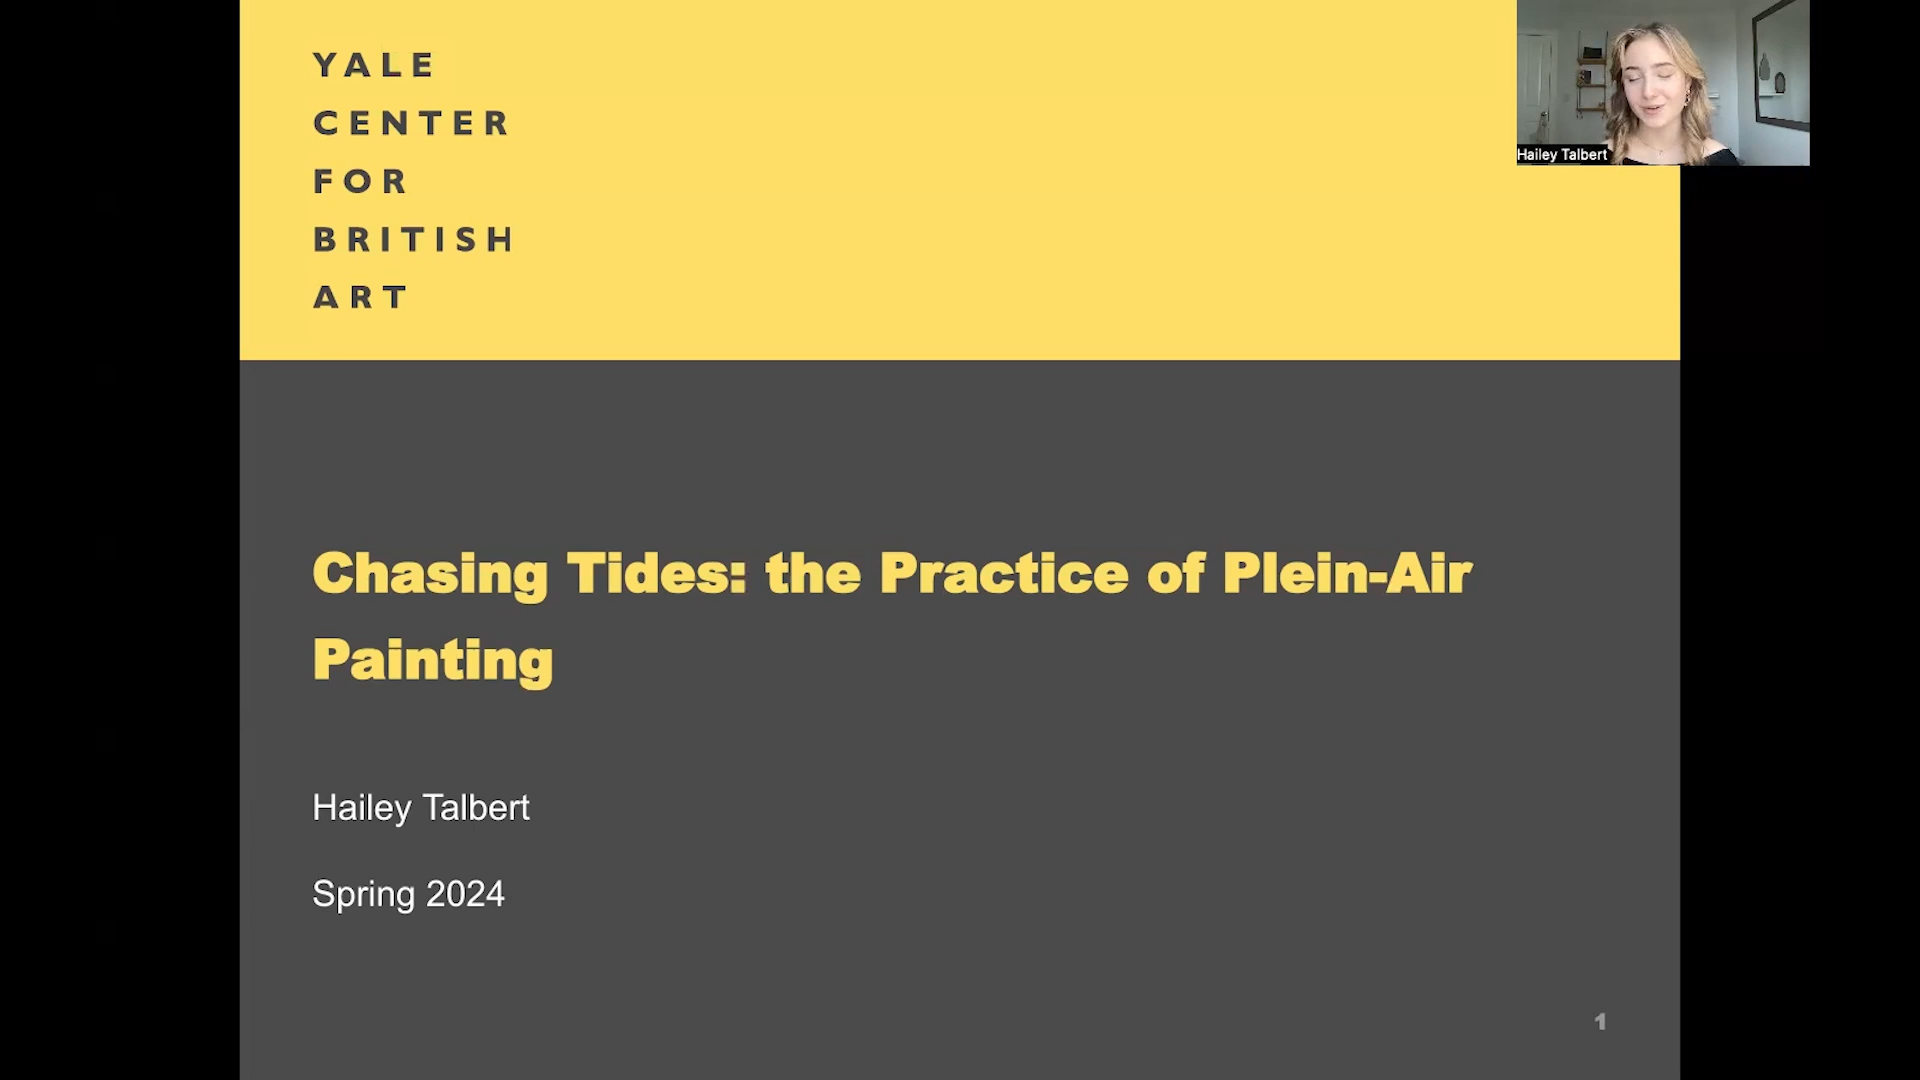 YALE
CENTER
FOR
BRITISH
ART
Hailey Talbert
Chasing Tides: the Practice of Plein-Air
Painting
Hailey Talbert
Spring 2024
1